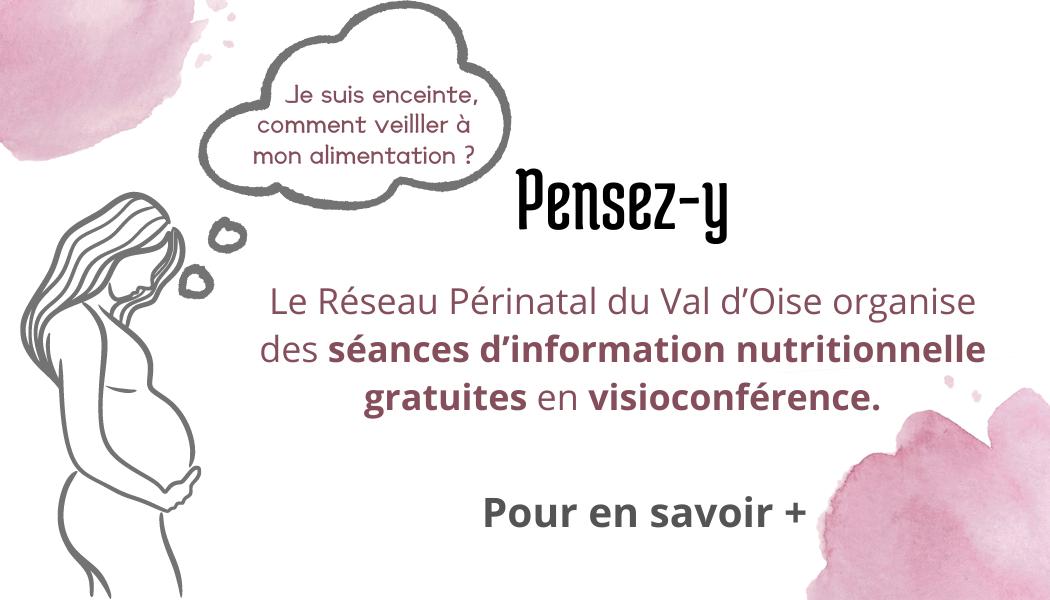 Je suis enceinte,
comment veilller à
mon alimentation ?
Pensez-y
Le Réseau Périnatal du Val d’Oise organise
des séances d’information nutritionnelle
gratuites en visioconférence.
Pour en savoir +